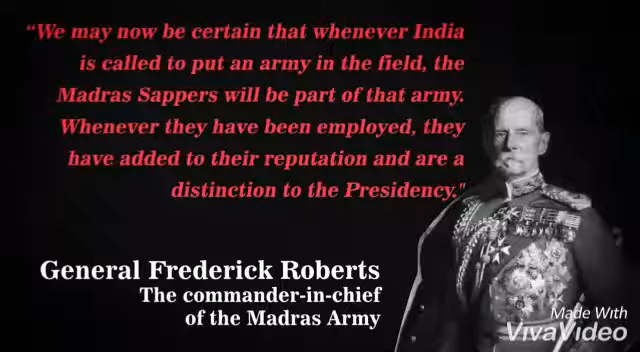 “We may now be certain that whenever India
is called to put an army in the field, the
Madras Sappers will be part of that army.
Whenever they have been employed, they
have added to their reputation and are a
distinction to the Presidency."
General Frederick Roberts
The commander-in-chief
of the Madras Army
Made With
VivaVideo